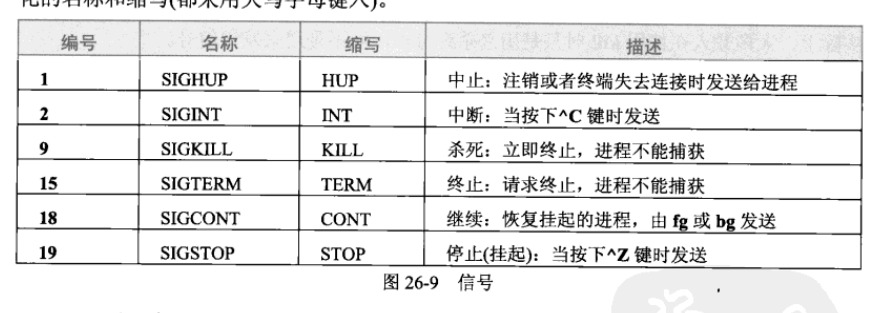 化的名称和缩写(都采用大写字母键入)。
编号 名称 缩写 描述
1 SIGHUP HUP 中止：注销或者终端失去连接时发送给进程
2 SIGINT INT 中断：当按下^C 键时发送
9 SIGKILL KILL 杀死：立即终止，进程不能捕获
15 SIGTERM TERM 终止：请求终止，进程不能捕获
18 SIGCONT CONT 继续：恢复挂起的进程，由 fg 或 bg 发送
19 SIGSTOP STOP 停止(挂起)：当按下^Z 键时发送
图 26-9 信号